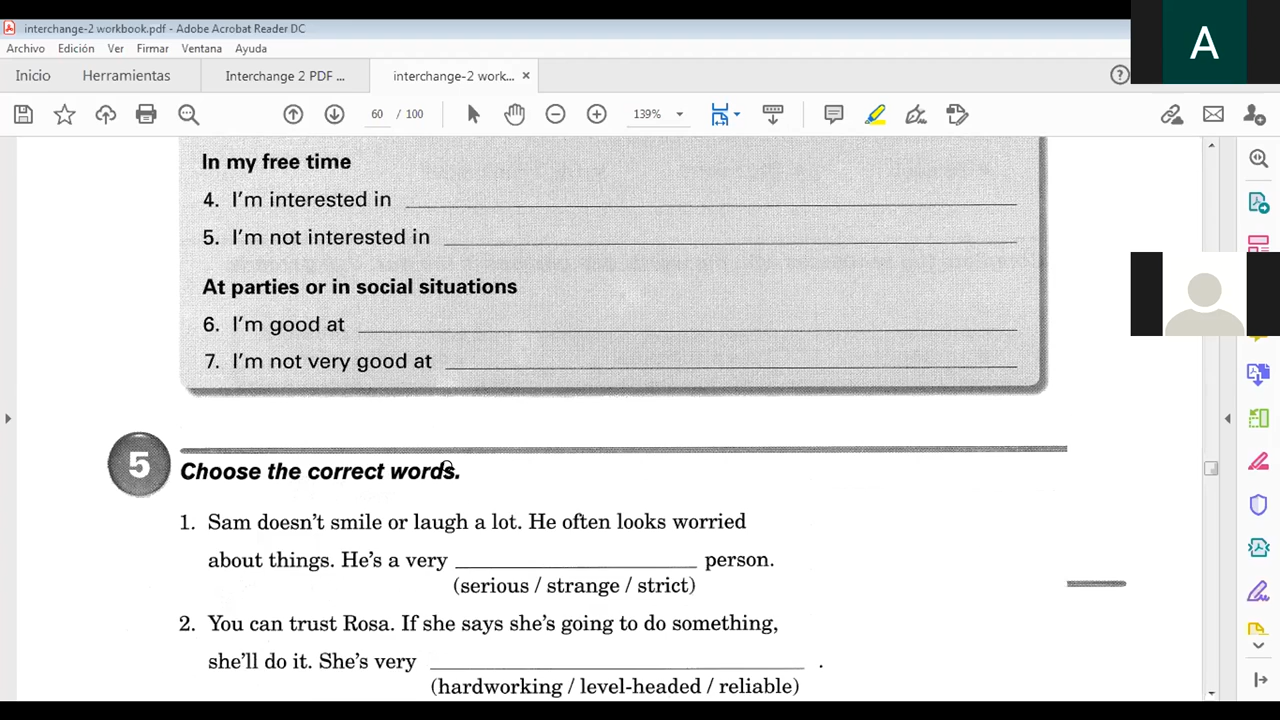 interchange-2 workbook.pdf - Adobe Acrobat Reader DC
Archivo Edición Ver Firmar Ventana Ayuda
Inicio Herramientas Interchange 2 PDF ... interchange-2 work... ×
60 / 100 139%
A
In my free time
4. I'm interested in
5. I'm not interested in
At parties or in social situations
6. I'm good at
7. I'm not very good at
5 Choose the correct words.
1. Sam doesn't smile or laugh a lot. He often looks worried
about things. He's a very ________ person.
(serious / strange / strict)
2. You can trust Rosa. If she says she's going to do something,
she'll do it. She's very ________ .
(hardworking / level-headed / reliable)